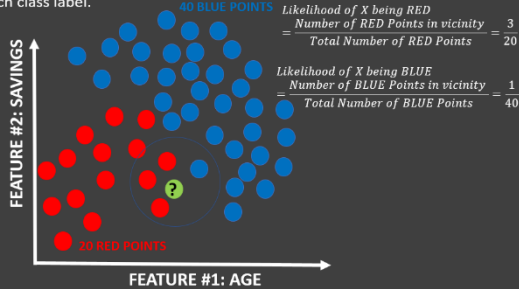 ch class label.
40 BLUE POINTS
Likelihood of X being RED
= Number of RED Points in vicinity / Total Number of RED Points = 3 / 20
Likelihood of X being BLUE
= Number of BLUE Points in vicinity / Total Number of BLUE Points = 1 / 40
FEATURE #2: SAVINGS
?
20 RED POINTS
FEATURE #1: AGE